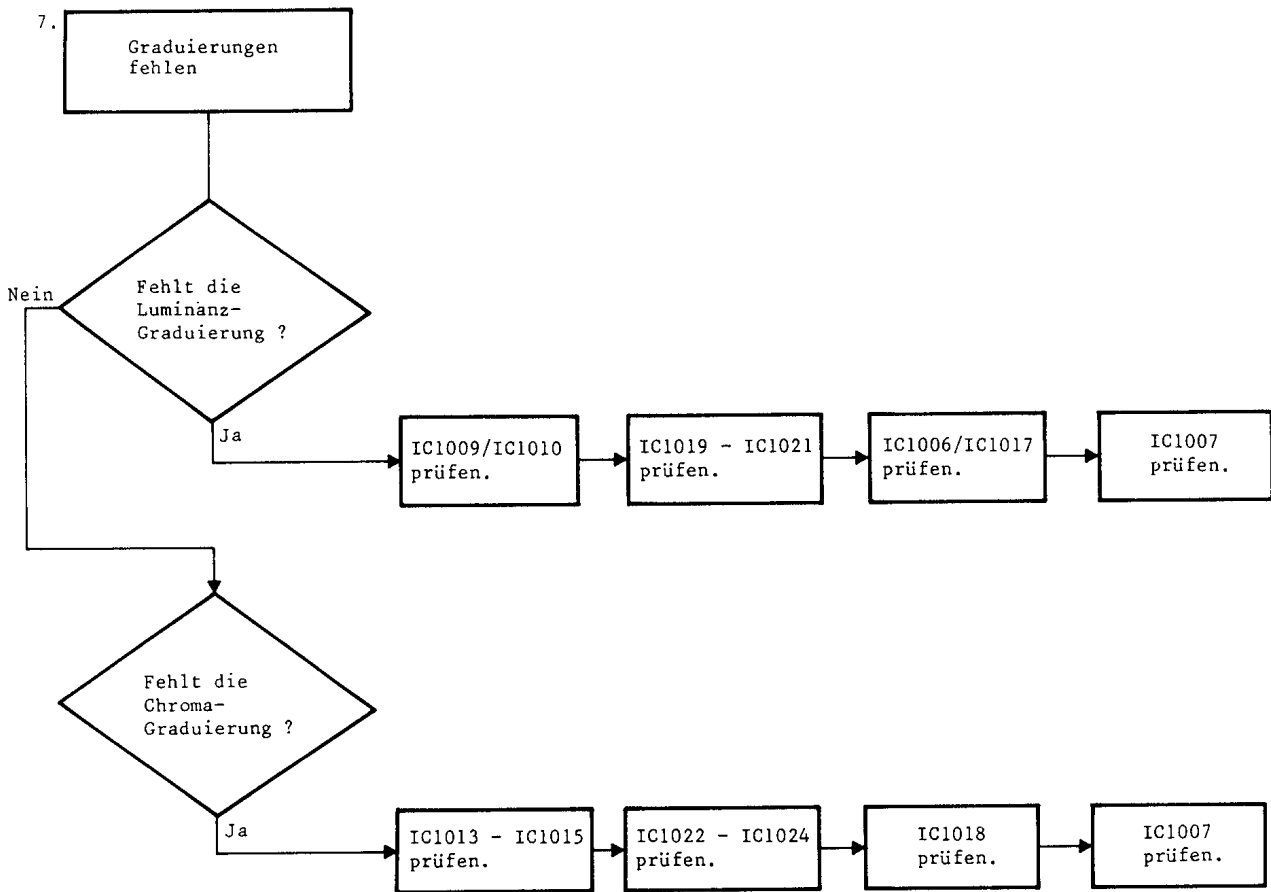 7.
Graduierungen
fehlen
Nein
Fehlt die
Luminanz-
Graduierung ?
Ja
IC1009/IC1010
prüfen.
IC1019 - IC1021
prüfen.
IC1006/IC1017
prüfen.
IC1007
prüfen.
Fehlt die
Chroma-
Graduierung ?
Ja
IC1013 - IC1015
prüfen.
IC1022 - IC1024
prüfen.
IC1018
prüfen.
IC1007
prüfen.